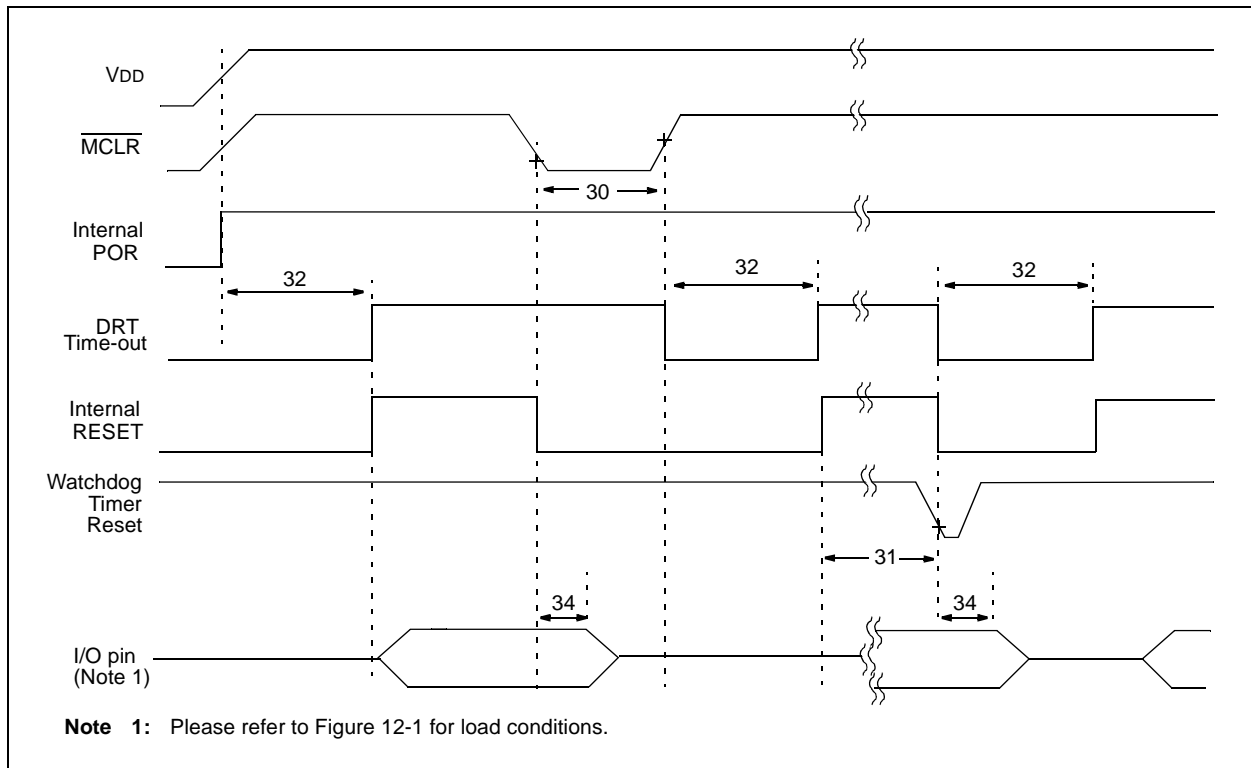 VDD
MCLR
30
Internal
POR
32
32
32
DRT
Time-out
Internal
RESET
Watchdog
Timer
Reset
31
34
34
I/O pin
(Note 1)
Note 1: Please refer to Figure 12-1 for load conditions.